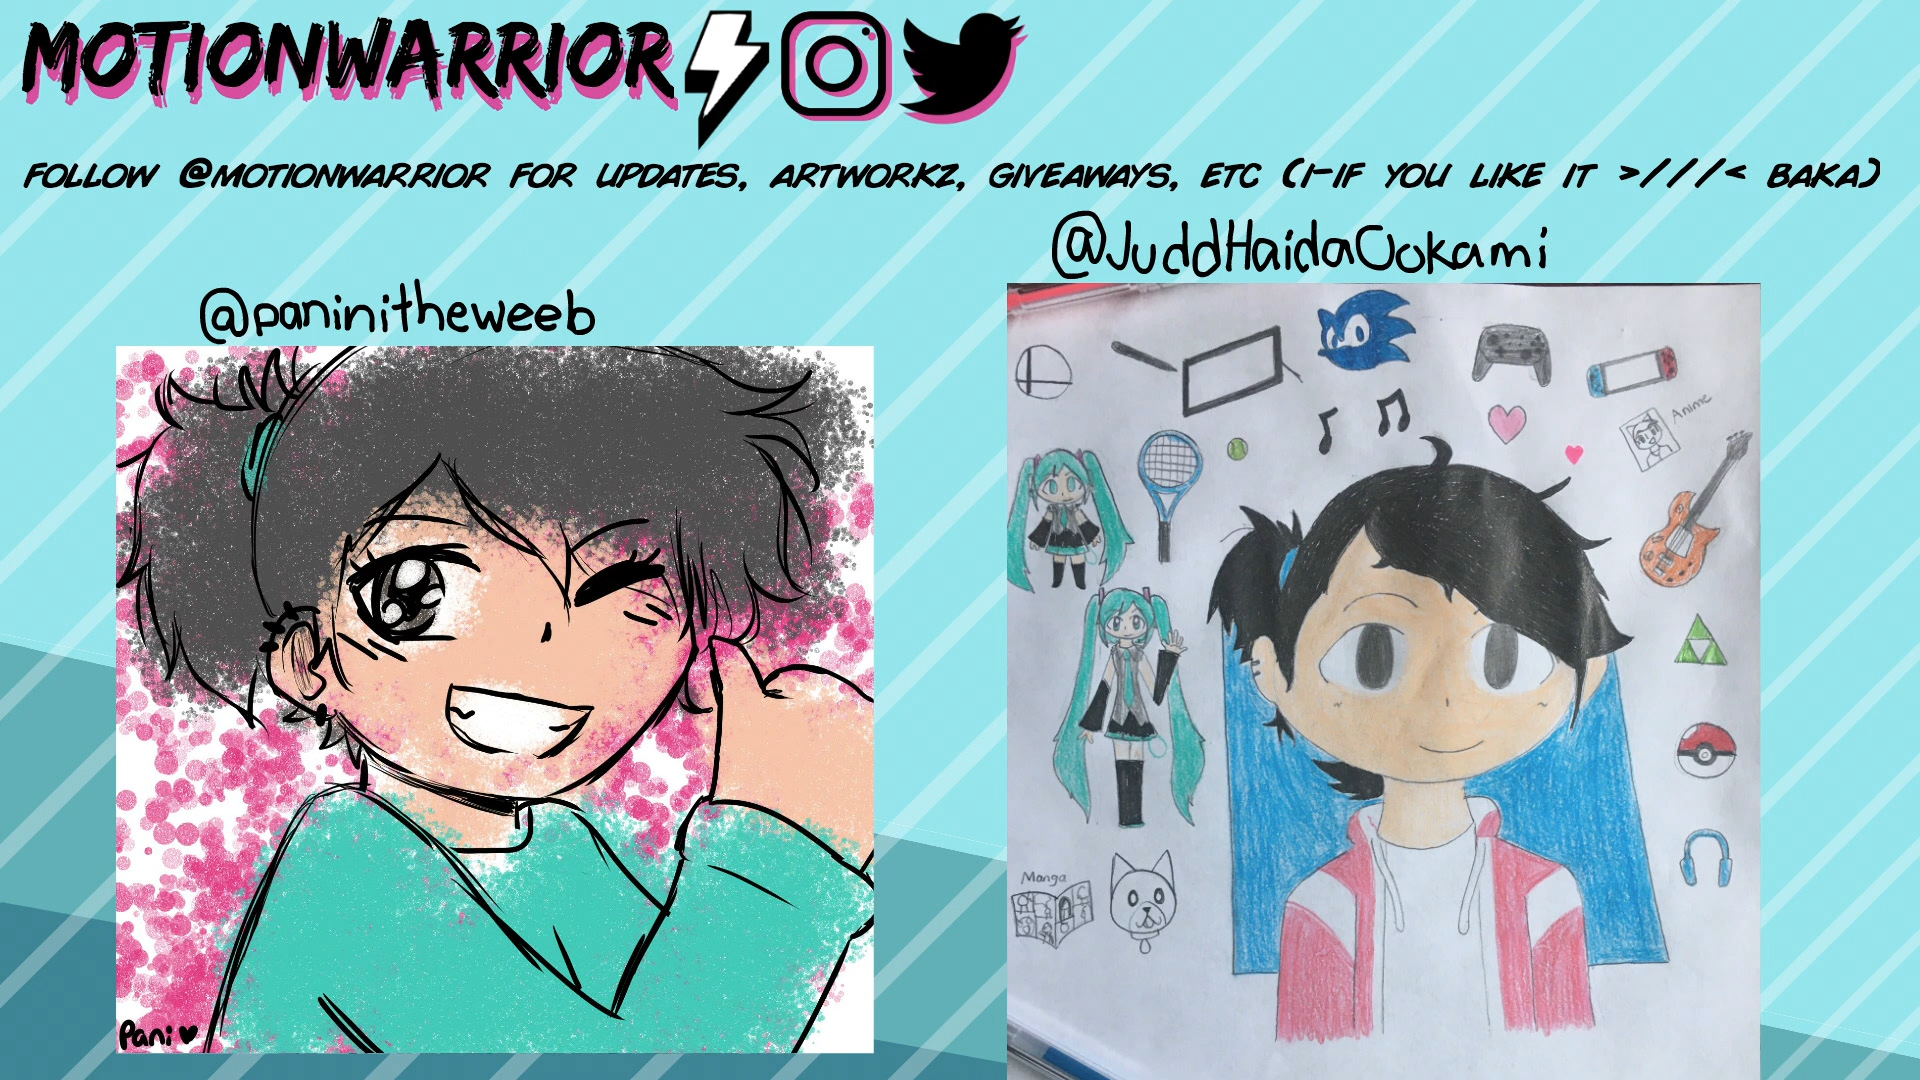 MOTIONWARRIOR
FOLLOW @MOTIONWARRIOR FOR UPDATES, ARTWORKZ, GIVEAWAYS, ETC (I-IF YOU LIKE IT >///< BAKA)
@JuddHaidaOokami
@paninitheweeb
Anime
Manga
Pani